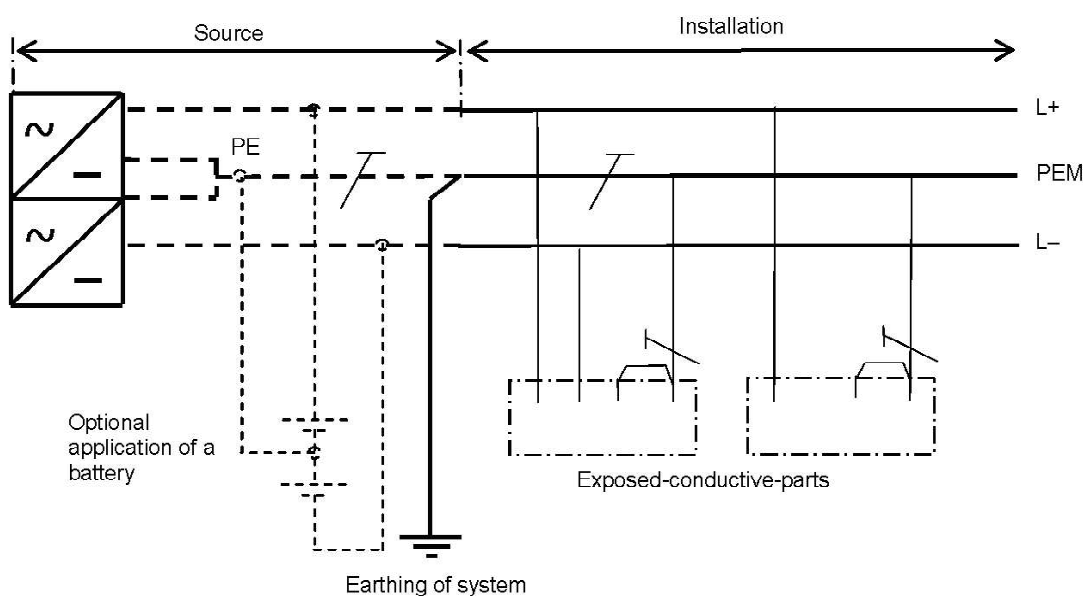 Source
Installation
L+
PE
PEM
L–
Optional
application of a
battery
Exposed-conductive-parts
Earthing of system